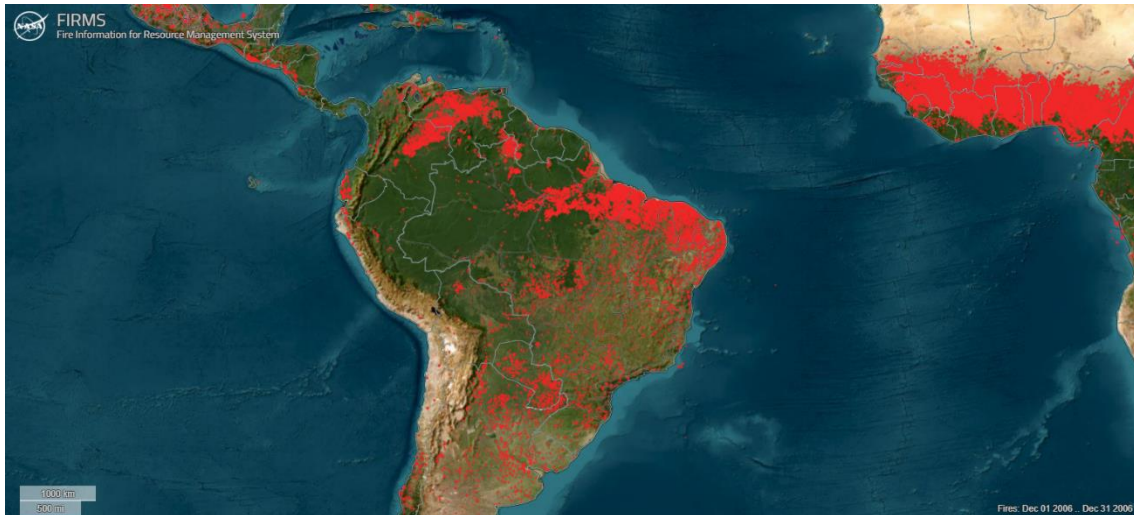 NASA
FIRMS
Fire Information for Resource Management System
1000 km
500 mi
Fires: Dec 01 2006 .. Dec 31 2006